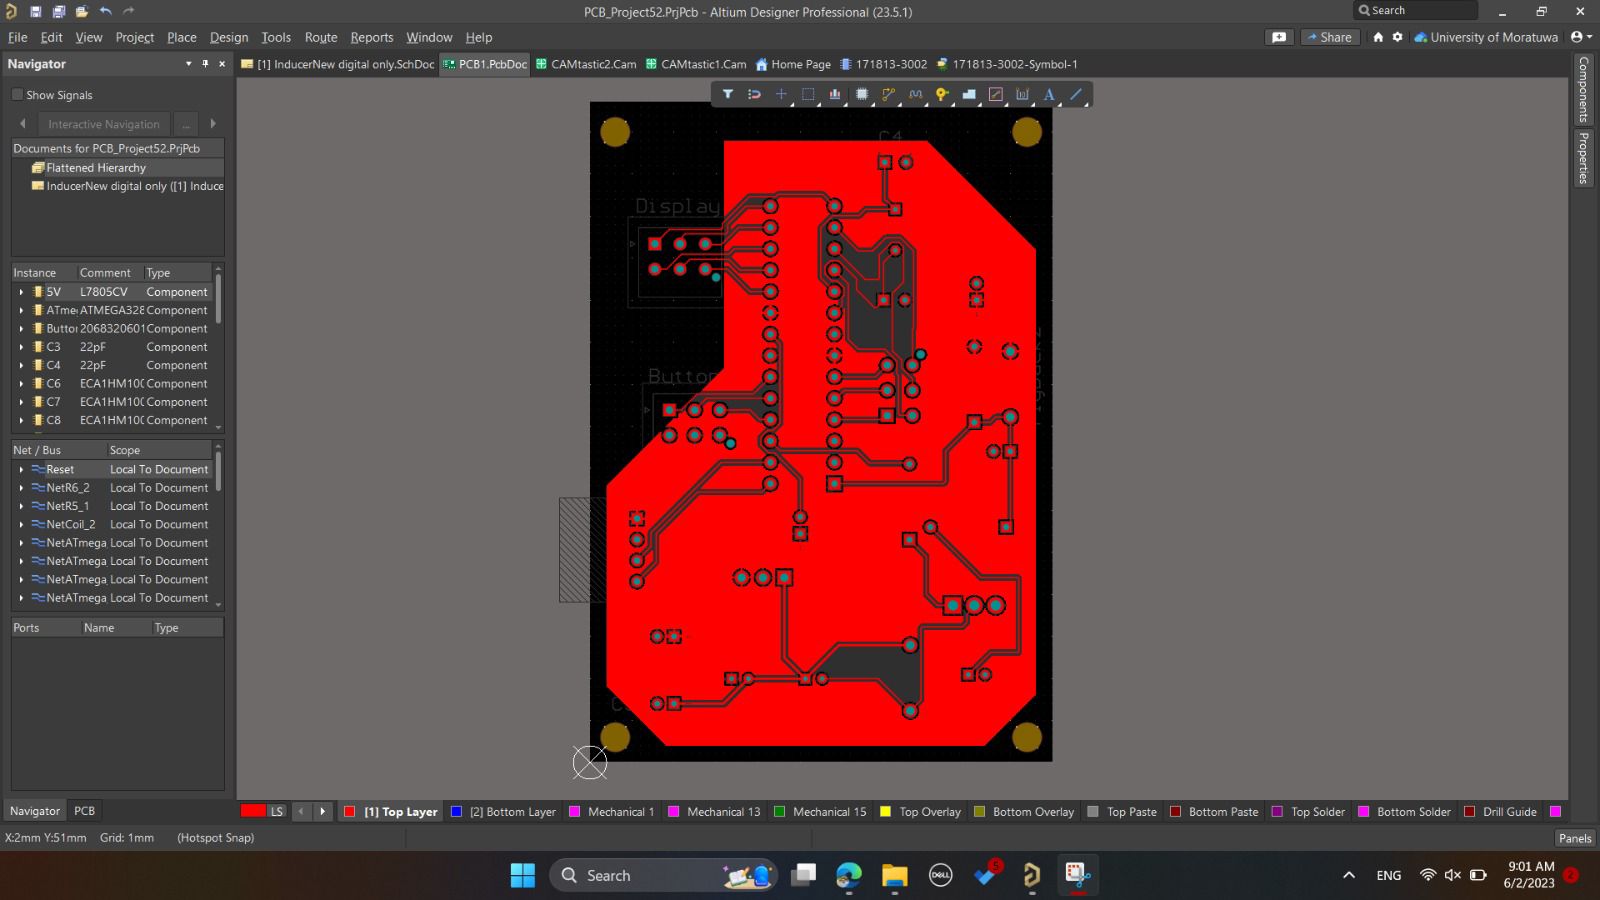 PCB_Project52.PrjPcb - Altium Designer Professional (23.5.1)
Search
File Edit View Project Place Design Tools Route Reports Window Help
Share
University of Moratuwa
Navigator
[1] InducerNew digital only.SchDoc
PCB1.PcbDoc
CAMtastic2.Cam
CAMtastic1.Cam
Home Page
171813-3002
171813-3002-Symbol-1
Components
Properties
Show Signals
Interactive Navigation
...
Documents for PCB_Project52.PrjPcb
Flattened Hierarchy
InducerNew digital only ([1] Induce
Instance Comment Type
5V L7805CV Component
ATme ATMEGA328 Component
Butto 2068320601 Component
C3 22pF Component
C4 22pF Component
C6 ECA1HM10( Component
C7 ECA1HM10( Component
C8 ECA1HM10( Component
Net / Bus Scope
Reset Local To Document
NetR6_2 Local To Document
NetR5_1 Local To Document
NetCoil_2 Local To Document
NetATmega_ Local To Document
NetATmega_ Local To Document
NetATmega_ Local To Document
NetATmega_ Local To Document
Ports Name Type
C4
Display
Button
Navigator PCB
LS
[1] Top Layer
[2] Bottom Layer
Mechanical 1
Mechanical 13
Mechanical 15
Top Overlay
Bottom Overlay
Top Paste
Bottom Paste
Top Solder
Bottom Solder
Drill Guide
X:2mm Y:51mm Grid: 1mm (Hotspot Snap)
Panels
Search
DELL
5
ENG
9:01 AM
6/2/2023
2